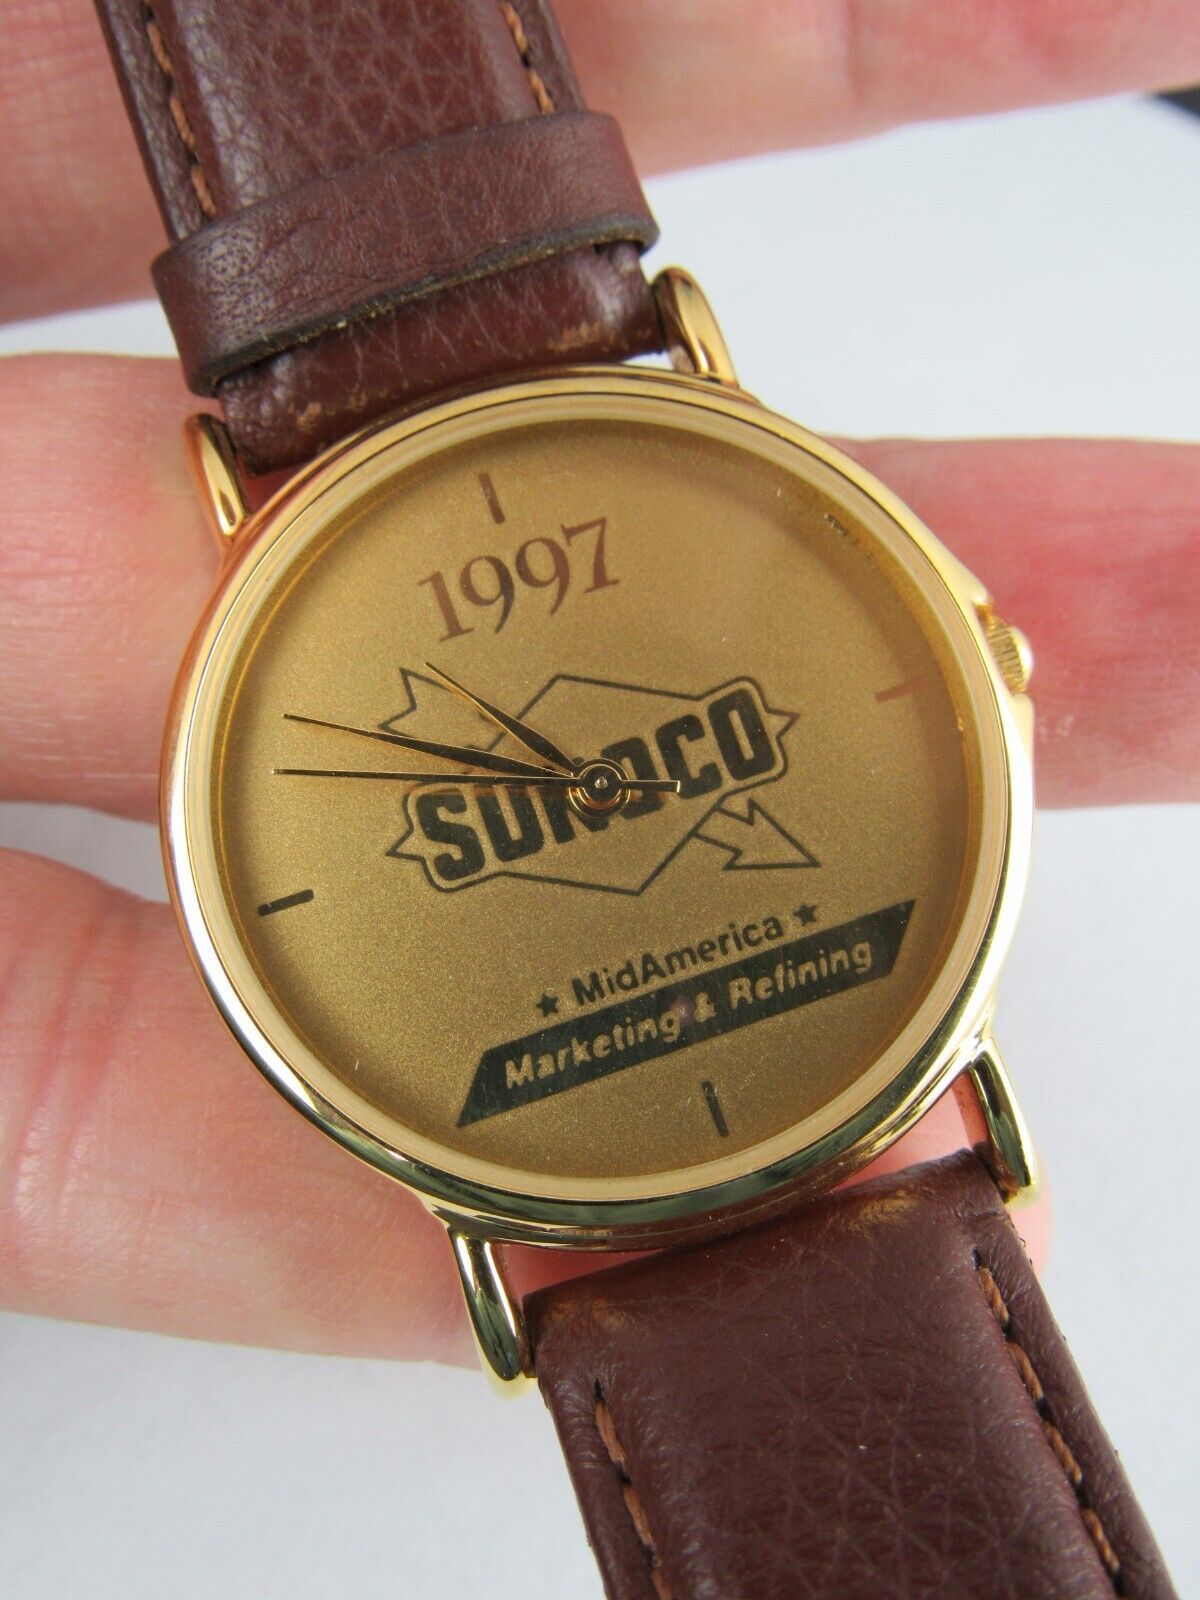 1997
SUNOCO
★ MidAmerica ★
Marketing & Refining